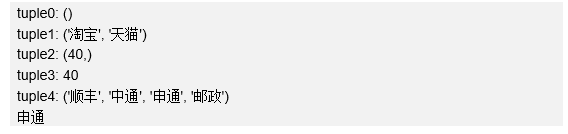 tuple0: ()
tuple1: ('淘宝', '天猫')
tuple2: (40,)
tuple3: 40
tuple4: ('顺丰', '中通', '申通', '邮政')
申通